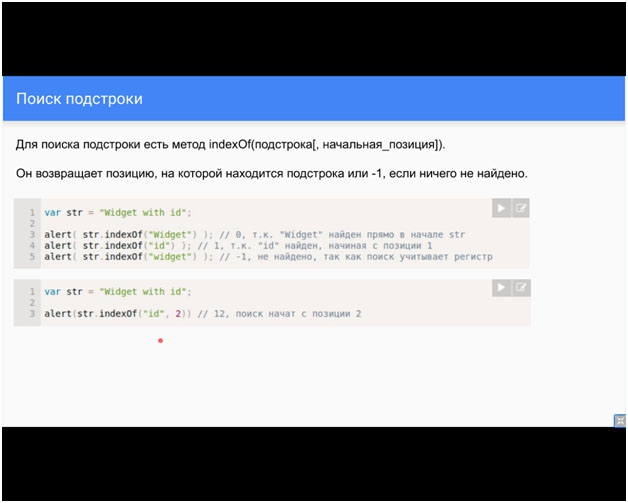 Поиск подстроки
Для поиска подстроки есть метод indexOf(подстрока[, начальная_позиция]).
Он возвращает позицию, на которой находится подстрока или -1, если ничего не найдено.
1 var str = "Widget with id";
2
3 alert( str.indexOf("Widget") ); // 0, т.к. "Widget" найден прямо в начале str
4 alert( str.indexOf("id") ); // 1, т.к. "id" найден, начиная с позиции 1
5 alert( str.indexOf("widget") ); // -1, не найдено, так как поиск учитывает регистр
1 var str = "Widget with id";
2
3 alert(str.indexOf("id", 2)) // 12, поиск начат с позиции 2